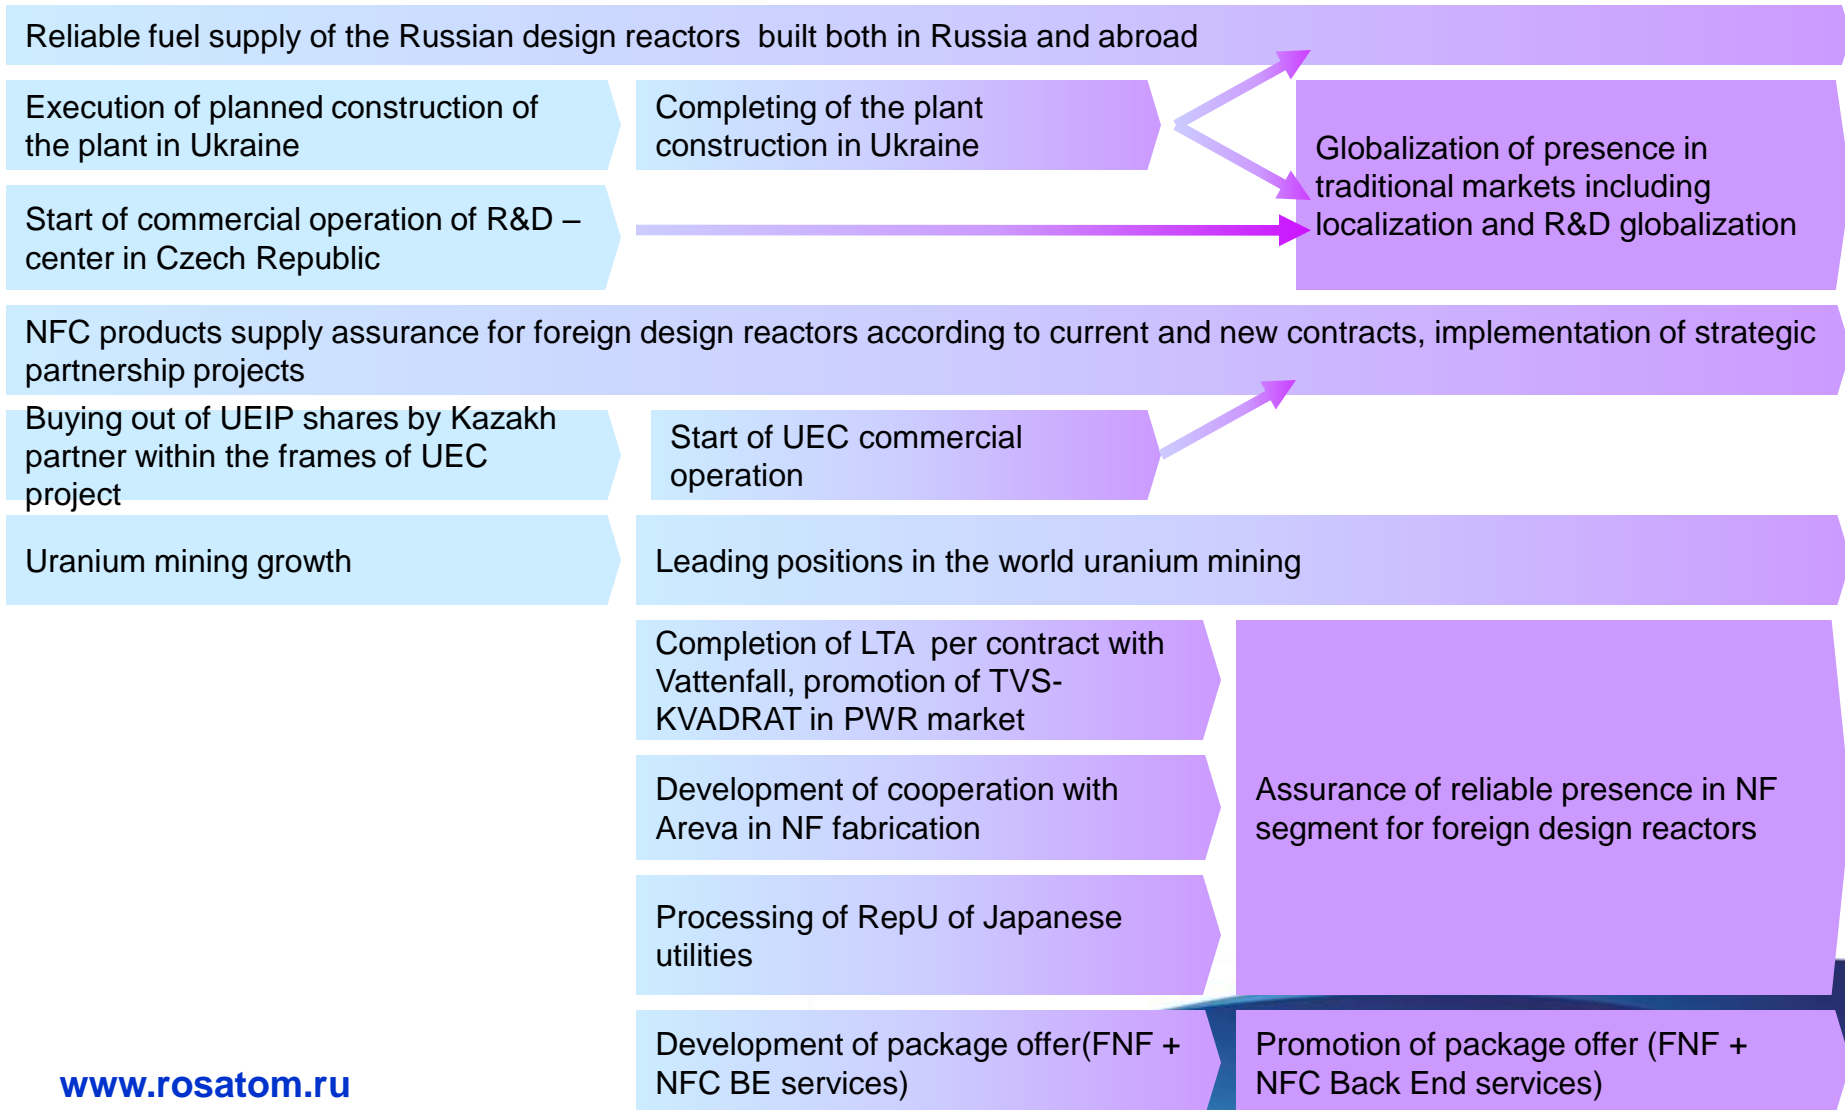 Reliable fuel supply of the Russian design reactors  built both in Russia and abroad
Execution of planned construction of
the plant in Ukraine
Completing of the plant
construction in Ukraine
Globalization of presence in
traditional markets including
localization and R&D globalization
Start of commercial operation of R&D –
center in Czech Republic
NFC products supply assurance for foreign design reactors according to current and new contracts, implementation of strategic
partnership projects
Buying out of UEIP shares by Kazakh
partner within the frames of UEC
project
Start of UEC commercial
operation
Uranium mining growth
Leading positions in the world uranium mining
Completion of LTA  per contract with
Vattenfall, promotion of TVS-
KVADRAT in PWR market
Development of cooperation with
Areva in NF fabrication
Processing of RepU of Japanese
utilities
Assurance of reliable presence in NF
segment for foreign design reactors
Development of package offer(FNF +
NFC BE services)
Promotion of package offer (FNF +
NFC Back End services)
www.rosatom.ru